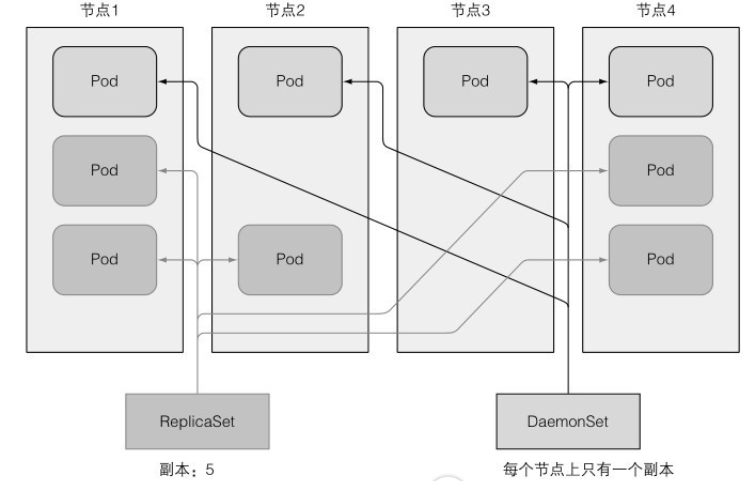 节点1 节点2 节点3 节点4
Pod Pod Pod Pod
Pod Pod
Pod Pod Pod
ReplicaSet DaemonSet
副本：5 每个节点上只有一个副本